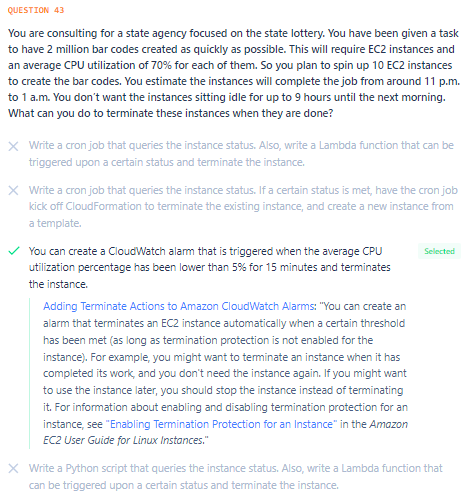 QUESTION 43
You are consulting for a state agency focused on the state lottery. You have been given a task
to have 2 million bar codes created as quickly as possible. This will require EC2 instances and
an average CPU utilization of 70% for each of them. So you plan to spin up 10 EC2 instances
to create the bar codes. You estimate the instances will complete the job from around 11 p.m.
to 1 a.m. You don't want the instances sitting idle for up to 9 hours until the next morning.
What can you do to terminate these instances when they are done?
Write a cron job that queries the instance status. Also, write a Lambda function that can be
triggered upon a certain status and terminate the instance.
Write a cron job that queries the instance status. If a certain status is met, have the cron job
kick off CloudFormation to terminate the existing instance, and create a new instance from
a template.
You can create a CloudWatch alarm that is triggered when the average CPU
utilization percentage has been lower than 5% for 15 minutes and terminates
the instance.
Selected
Adding Terminate Actions to Amazon CloudWatch Alarms: "You can create an
alarm that terminates an EC2 instance automatically when a certain threshold
has been met (as long as termination protection is not enabled for the
instance). For example, you might want to terminate an instance when it has
completed its work, and you don't need the instance again. If you might want
to use the instance later, you should stop the instance instead of terminating
it. For information about enabling and disabling termination protection for an
instance, see "Enabling Termination Protection for an Instance" in the Amazon
EC2 User Guide for Linux Instances."
Write a Python script that queries the instance status. Also, write a Lambda function that
can be triggered upon a certain status and terminate the instance.